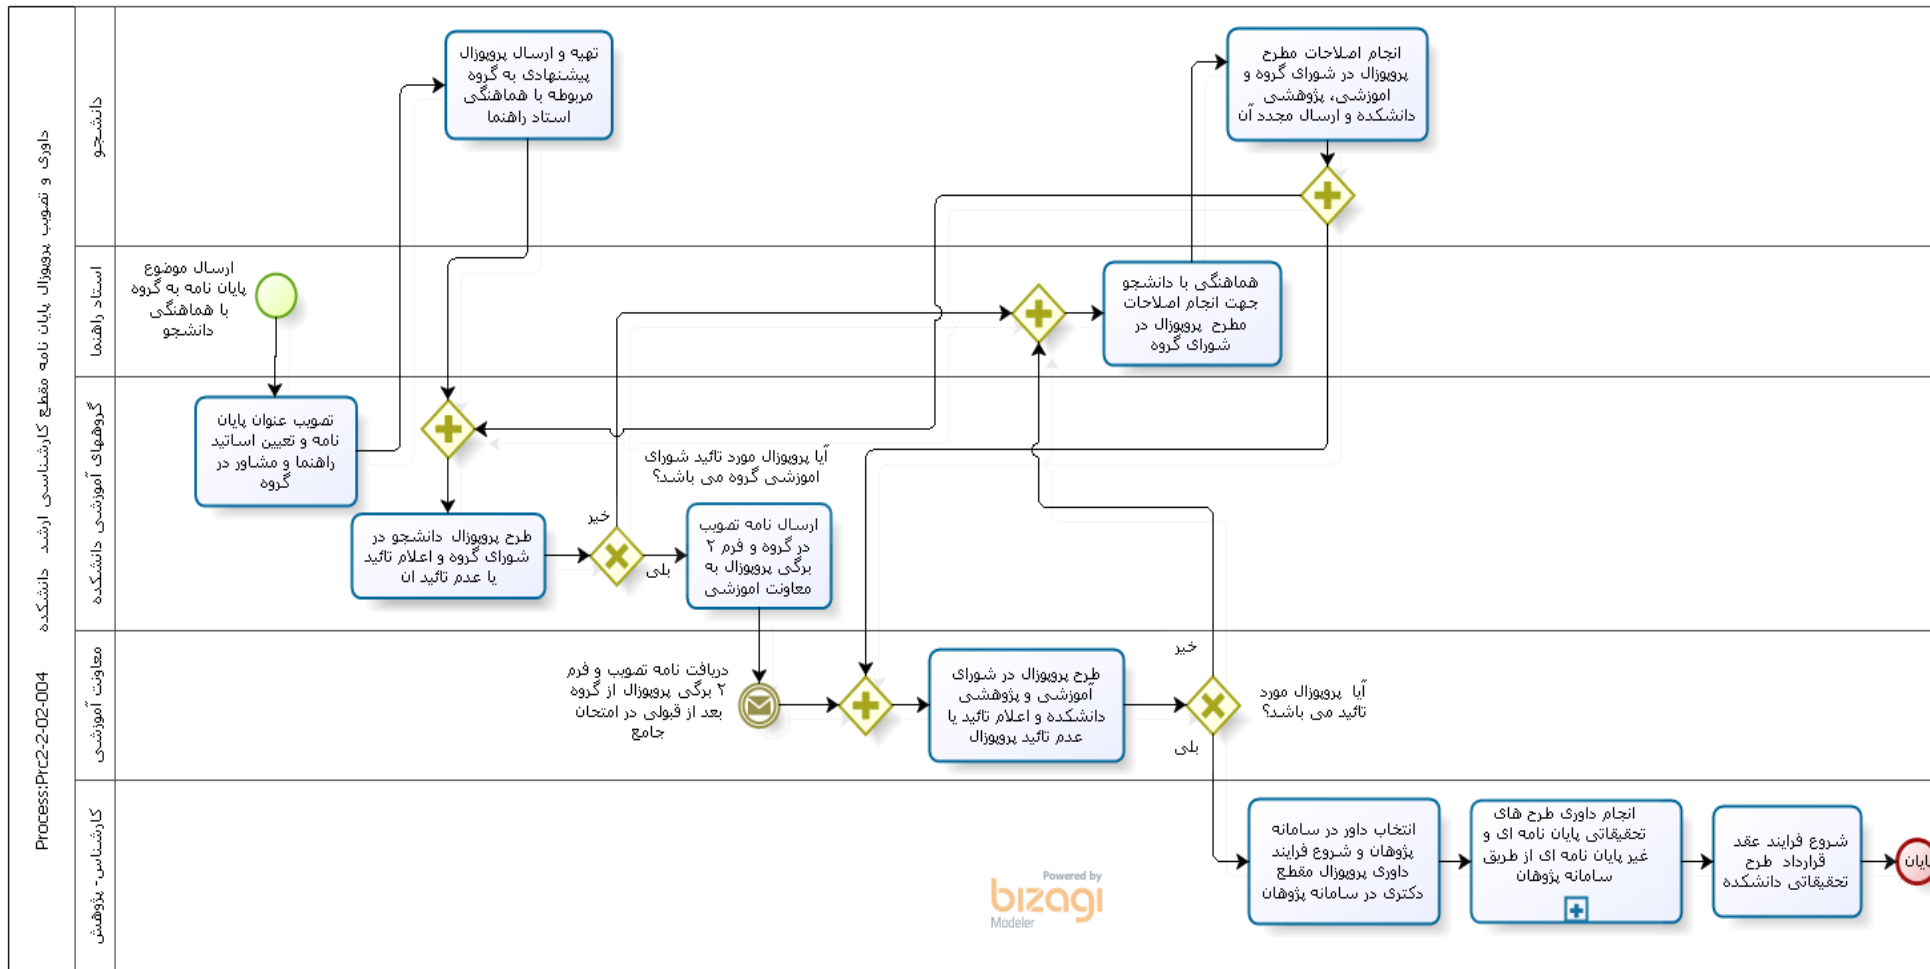 داوری و تصویب پروپوزال پایان نامه مقطع کارشناسی ارشد دانشکده
Process:Prc2-2-02-004
دانشجو
تهیه و ارسال پروپوزال
پیشنهادی به گروه
مربوطه با هماهنگی
استاد راهنما
انجام اصلاحات مطرح
پروپوزال در شورای گروه و
اموزشی، پژوهشی
دانشکده و ارسال مجدد آن
استاد راهنما
ارسال موضوع
پایان نامه به گروه
با هماهنگی
دانشجو
هماهنگی با دانشجو
جهت انجام اصلاحات
مطرح پروپوزال در
شورای گروه
گروههای آموزشی دانشکده
تصویب عنوان پایان
نامه و تعیین اساتید
راهنما و مشاور در
گروه
طرح پروپوزال دانشجو در
شورای گروه و اعلام تائید
یا عدم تائید ان
آیا پروپوزال مورد تائید شورای
اموزشی گروه می باشد؟
خیر
بلی
ارسال نامه تصویب
در گروه و فرم ۲
برگی پروپوزال به
معاونت اموزشی
معاونت آموزشی
دریافت نامه تصویب و فرم
۲ برگی پروپوزال از گروه
بعد از قبولی در امتحان
جامع
طرح پروپوزال در شورای
آموزشی و پژوهشی
دانشکده و اعلام تائید یا
عدم تائید پروپوزال
خیر
بلی
آیا پروپوزال مورد
تائید می باشد؟
کارشناس- پژوهش
انتخاب داور در سامانه
پژوهان و شروع فرایند
داوری پروپوزال مقطع
دکتری در سامانه پژوهان
انجام داوری طرح های
تحقیقاتی پایان نامه ای و
غیر پایان نامه ای از طریق
سامانه پژوهان
شروع فرایند عقد
قرارداد طرح
تحقیقاتی دانشکده
پایان
Powered by
bizagi
Modeler